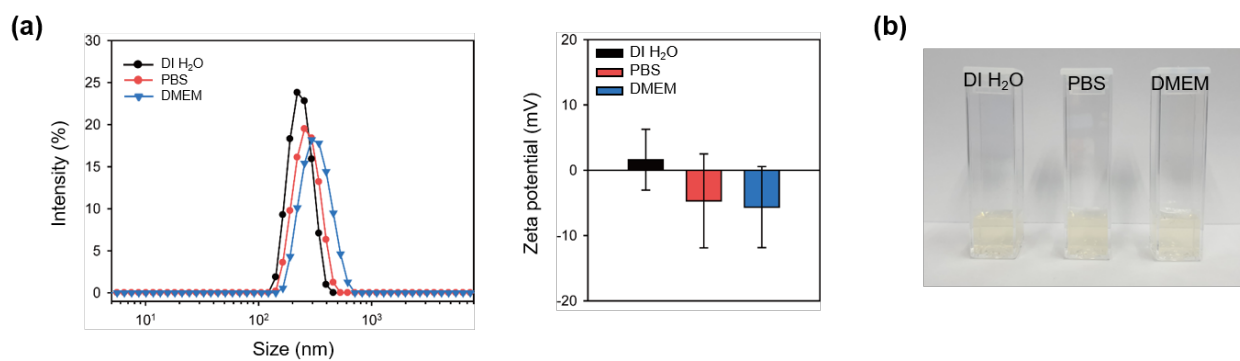 (a)
30
25
20
15
10
5
0
Intensity (%)
DI H₂O
PBS
DMEM
10¹
10²
10³
Size (nm)
20
10
0
-10
-20
Zeta potential (mV)
DI H₂O
PBS
DMEM
(b)
DI H₂O
PBS
DMEM